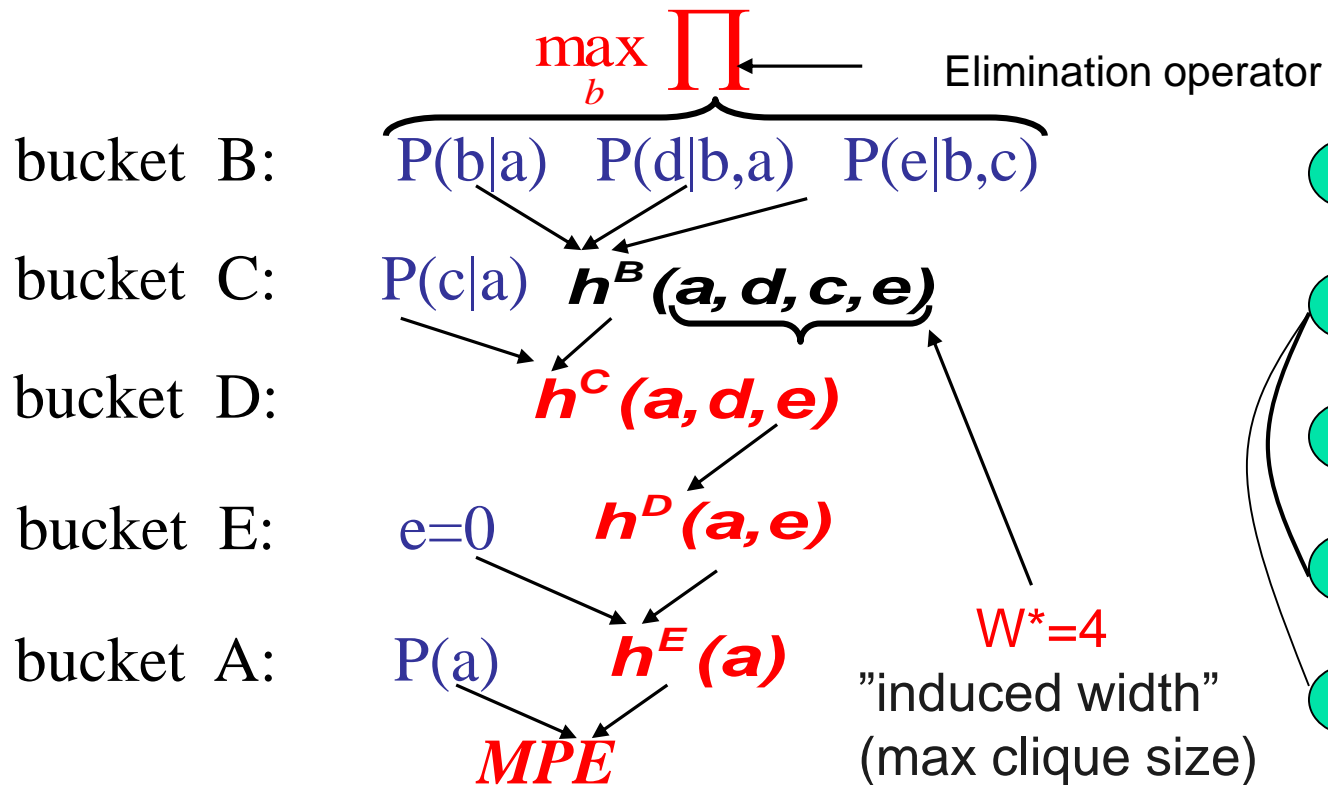 max ∏
b
Elimination operator
bucket B: P(b|a) P(d|b,a) P(e|b,c)
bucket C: P(c|a) h^B (a, d, c, e)
bucket D: h^C (a, d, e)
bucket E: e=0 h^D (a, e)
bucket A: P(a) h^E (a)
MPE
W*=4
”induced width”
(max clique size)